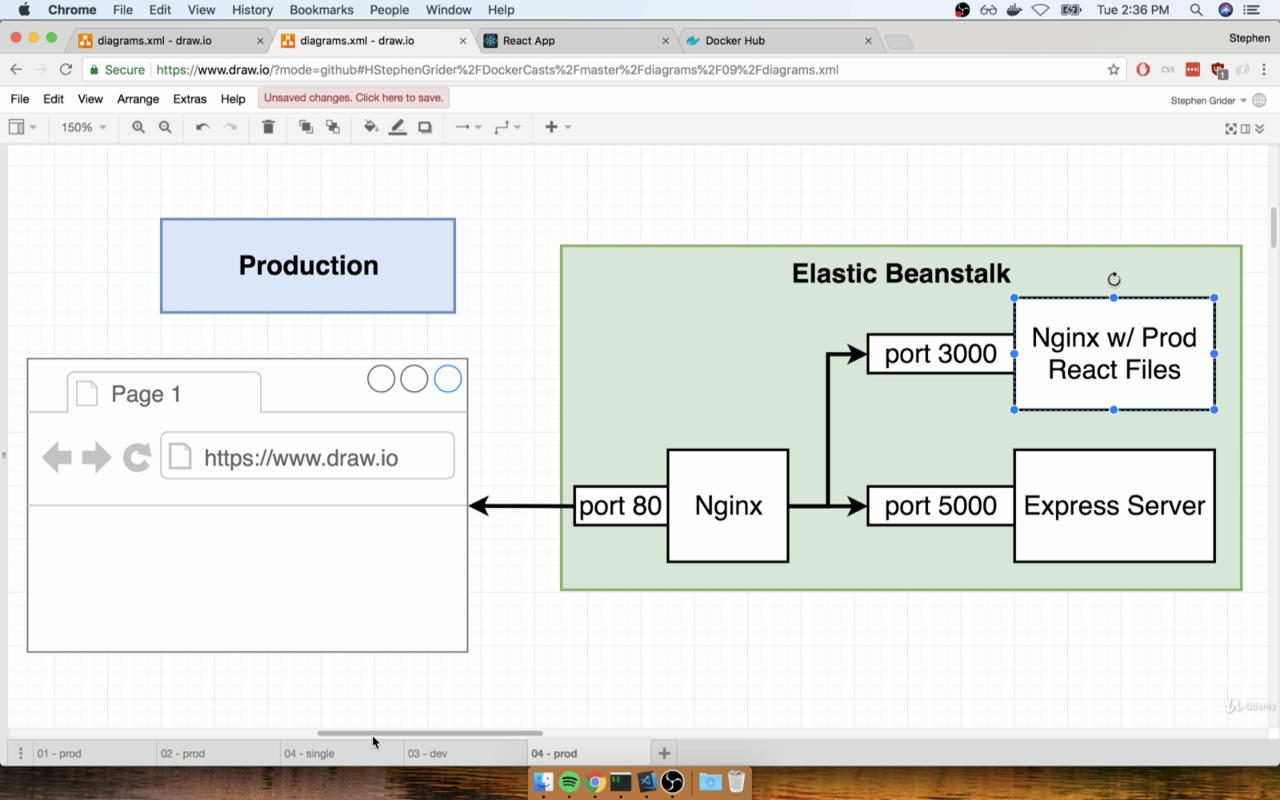 Chrome File Edit View History Bookmarks People Window Help Tue 2:36 PM
diagrams.xml - draw.io × diagrams.xml - draw.io × React App × Docker Hub × Stephen
Secure https://www.draw.io/?mode=github#HStephenGrider%2FDockerCasts%2Fmaster%2Fdiagrams%2F09%2Fdiagrams.xml css 1
File Edit View Arrange Extras Help Unsaved changes. Click here to save. Stephen Grider
150%
Production
Elastic Beanstalk
port 3000
Nginx w/ Prod
React Files
Page 1
https://www.draw.io
port 80
Nginx
port 5000
Express Server
Udemy
01 - prod 02 - prod 04 - single 03 - dev 04 - prod